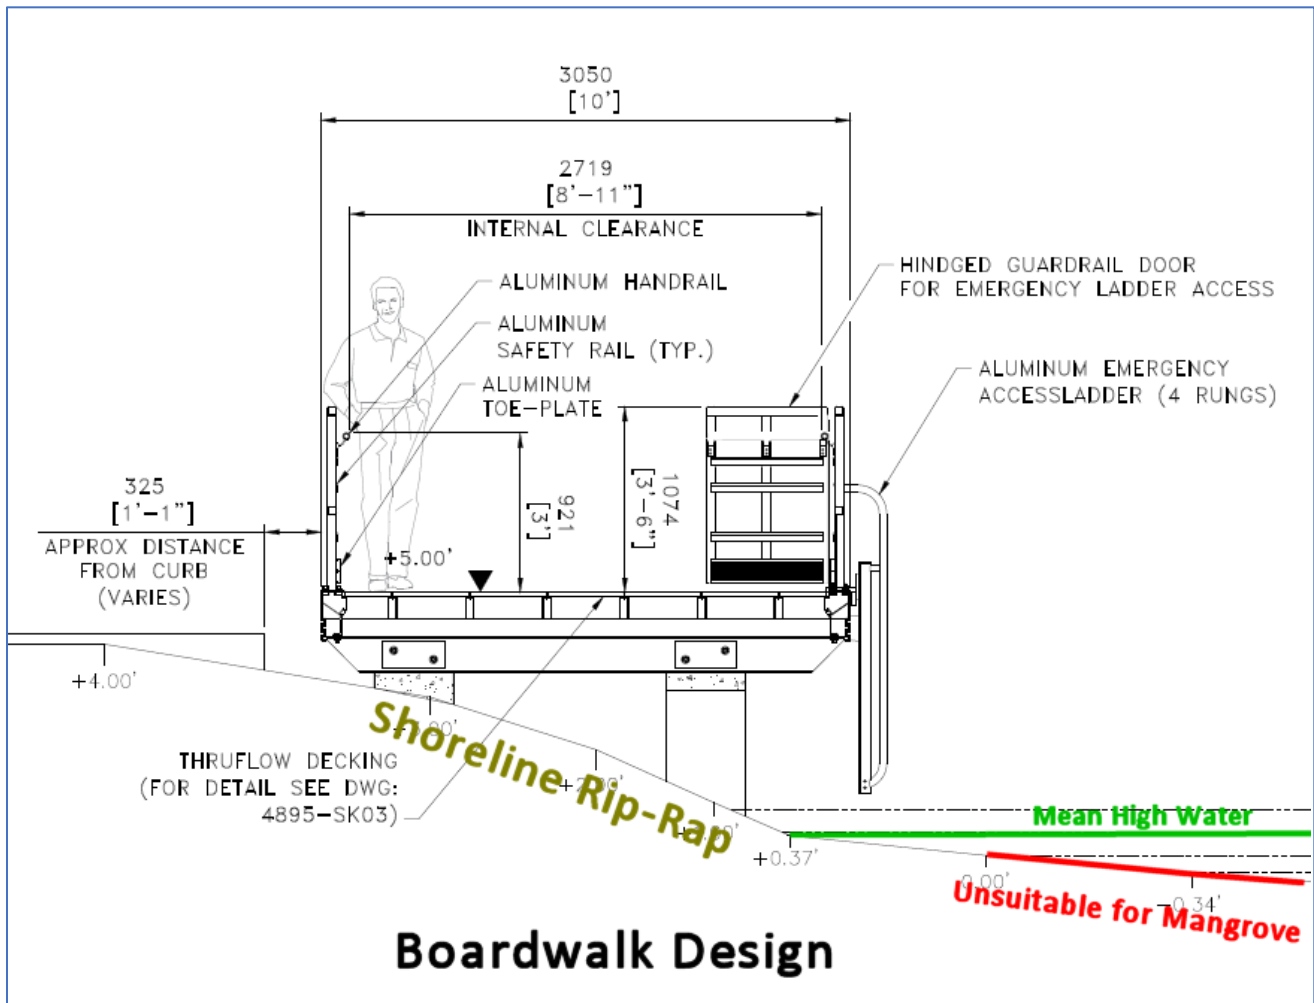 3050
[10']
2719
[8'-11"]
INTERNAL CLEARANCE
HINDGED GUARDRAIL DOOR
FOR EMERGENCY LADDER ACCESS
ALUMINUM HANDRAIL
ALUMINUM
SAFETY RAIL (TYP.)
ALUMINUM
TOE-PLATE
ALUMINUM EMERGENCY
ACCESSLADDER (4 RUNGS)
325
[1'-1"]
APPROX DISTANCE
FROM CURB
(VARIES)
921
[3']
1074
[3'-6"]
+5.00'
+4.00'
Shoreline Rip-Rap
THRUFLOW DECKING
(FOR DETAIL SEE DWG:
4895-SK03)
Mean High Water
+0.37'
0.00'
-0.34'
Unsuitable for Mangrove
Boardwalk Design